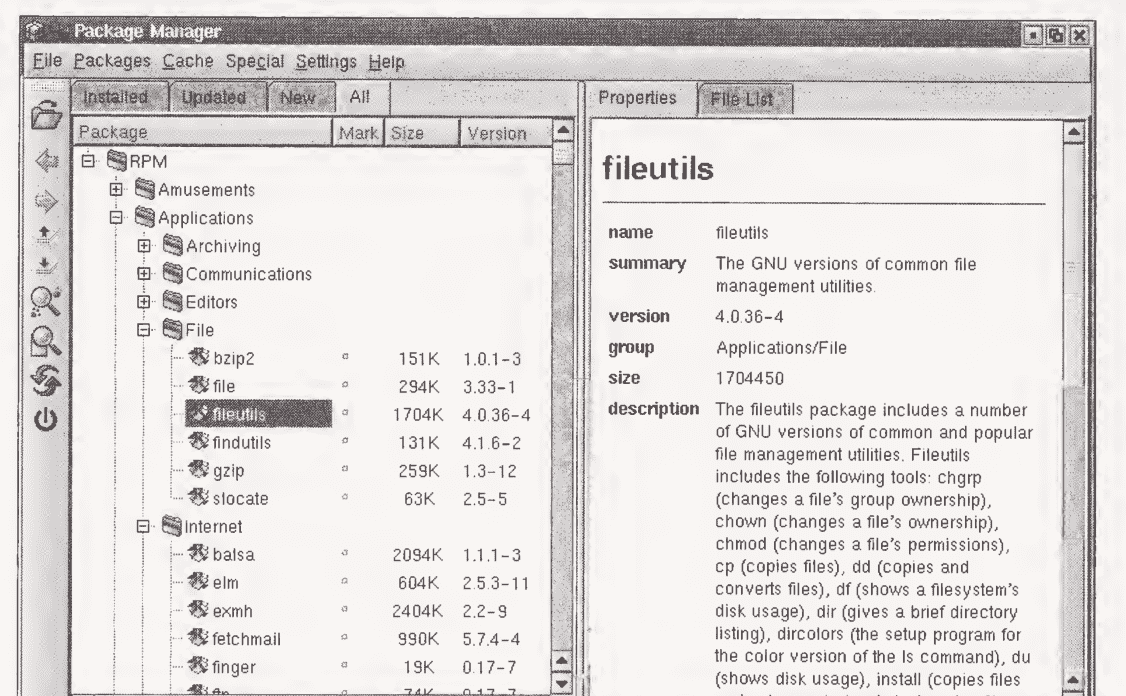 Package Manager
File Packages Cache Special Settings Help
Installed Updated New All
Package Mark Size Version
RPM
Amusements
Applications
Archiving
Communications
Editors
File
bzip2 151K 1.0.1-3
file 294K 3.33-1
fileutils 1704K 4.0.36-4
findutils 131K 4.1.6-2
gzip 259K 1.3-12
slocate 63K 2.5-5
Internet
balsa 2094K 1.1.1-3
elm 604K 2.5.3-11
exmh 2404K 2.2-9
fetchmail 990K 5.7.4-4
finger 19K 0.17-7
ftp 74K 0.17-7
Properties File List
fileutils
name fileutils
summary The GNU versions of common file
management utilities.
version 4.0.36-4
group Applications/File
size 1704450
description The fileutils package includes a number
of GNU versions of common and popular
file management utilities. Fileutils
includes the following tools: chgrp
(changes a file's group ownership),
chown (changes a file's ownership),
chmod (changes a file's permissions),
cp (copies files), dd (copies and
converts files), df (shows a filesystem's
disk usage), dir (gives a brief directory
listing), dircolors (the setup program for
the color version of the ls command), du
(shows disk usage), install (copies files